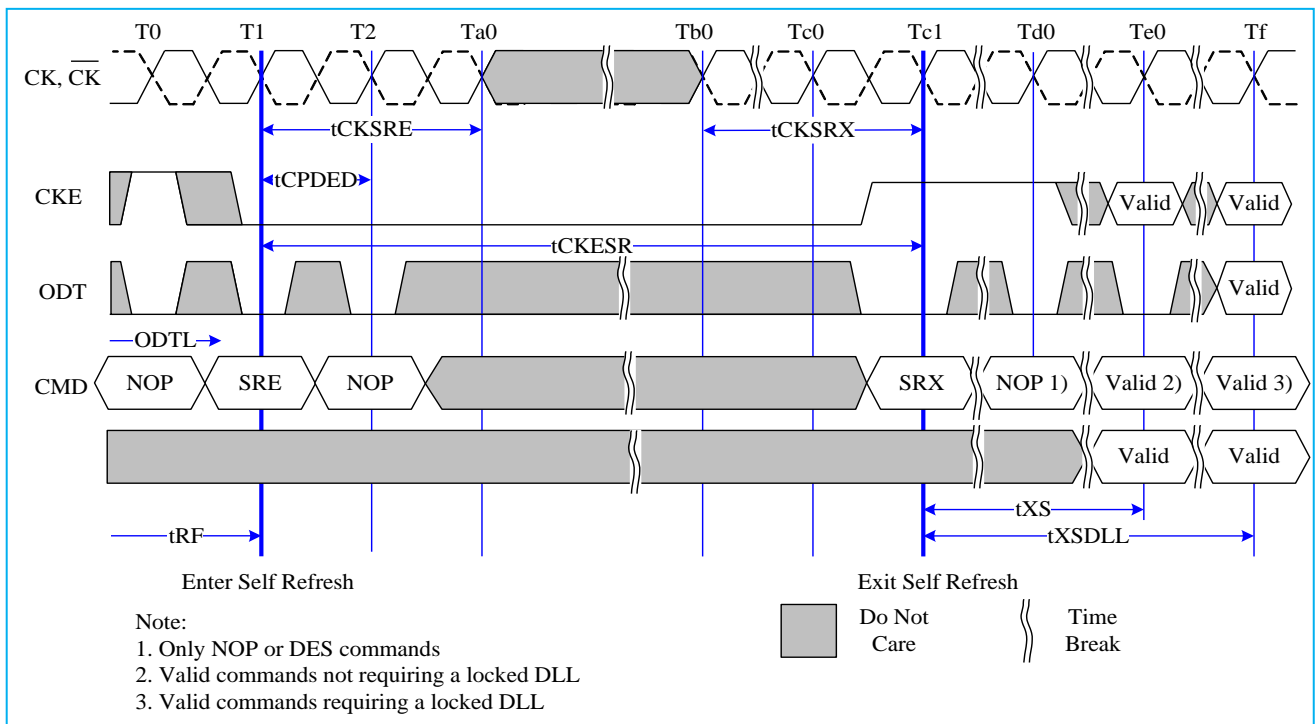 T0 T1 T2 Ta0 Tb0 Tc0 Tc1 Td0 Te0 Tf
CK, CK
tCKSRE tCKSRX
tCPDED
CKE Valid Valid
tCKESR
ODT Valid
ODTL
CMD NOP SRE NOP SRX NOP 1) Valid 2) Valid 3)
Valid Valid
tXS
tRF tXSDLL
Enter Self Refresh Exit Self Refresh
Do Not Care
Time Break
Note:
1. Only NOP or DES commands
2. Valid commands not requiring a locked DLL
3. Valid commands requiring a locked DLL